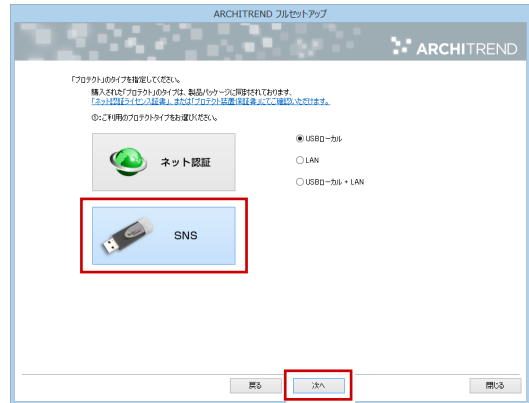 ARCHITREND フルセットアップ
ARCHITREND
「プロテクト」のタイプを指定してください。
購入された「プロテクト」のタイプは、製品パッケージに同封されております、
「ネット認証ライセンス証書」、または「プロテクト装置保証書」にてご確認いただけます。
①:ご利用のプロテクトタイプをお選びください。
USBローカル
ネット認証
LAN
USBローカル + LAN
SNS
戻る
次へ
閉じる